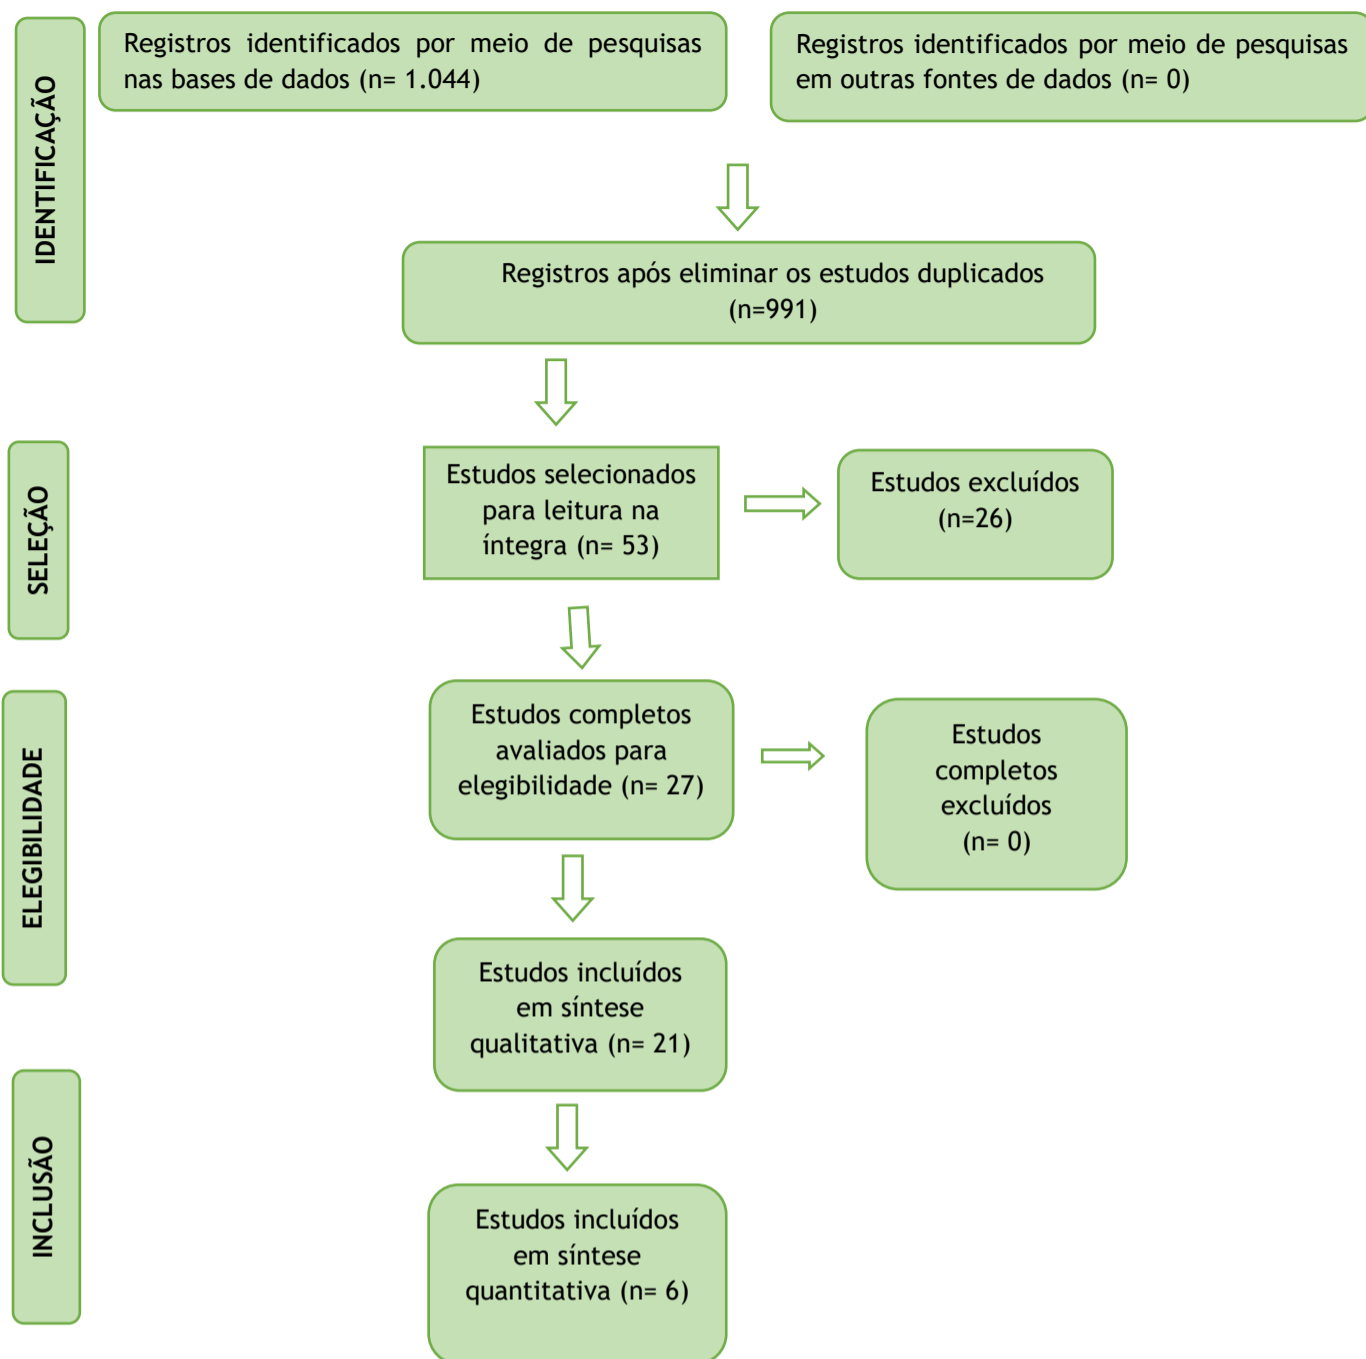 IDENTIFICAÇÃO
Registros identificados por meio de pesquisas
nas bases de dados (n= 1.044)
Registros identificados por meio de pesquisas
em outras fontes de dados (n= 0)
Registros após eliminar os estudos duplicados
(n=991)
SELEÇÃO
Estudos selecionados
para leitura na
íntegra (n= 53)
Estudos excluídos
(n=26)
ELEGIBILIDADE
Estudos completos
avaliados para
elegibilidade (n= 27)
Estudos
completos
excluídos
(n= 0)
Estudos incluídos
em síntese
qualitativa (n= 21)
INCLUSÃO
Estudos incluídos
em síntese
quantitativa (n= 6)